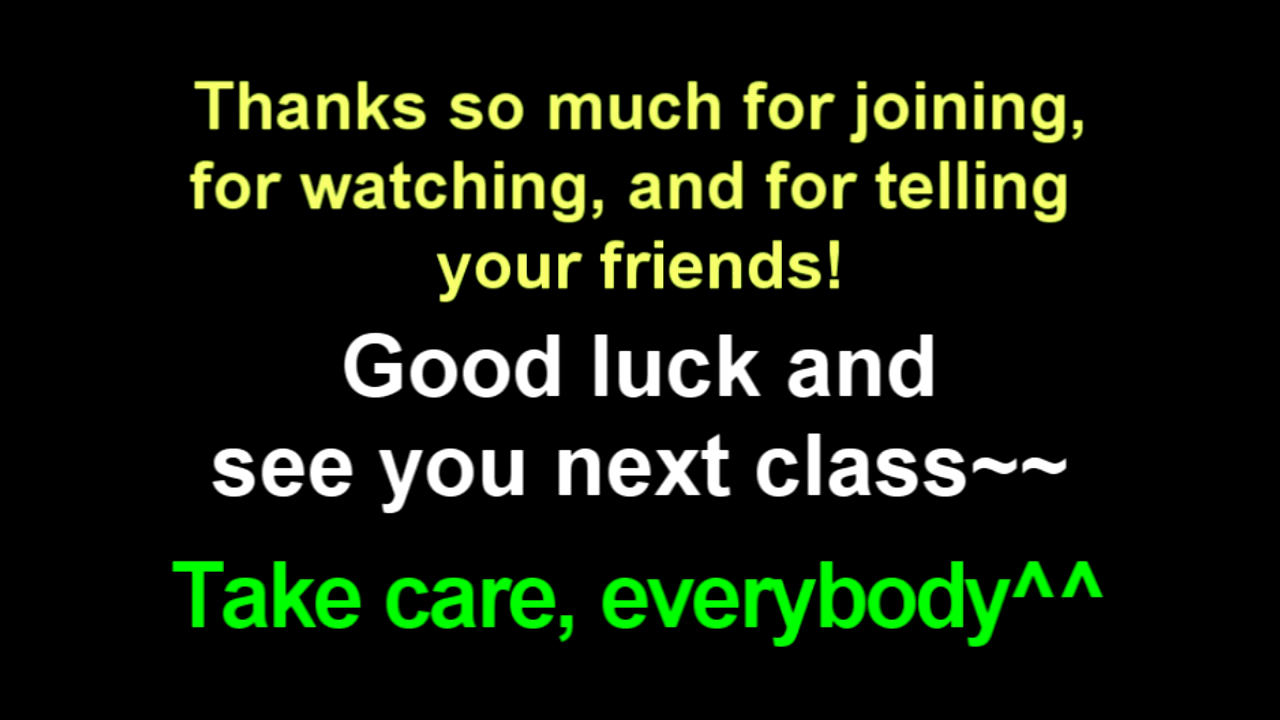 Thanks so much for joining,
for watching, and for telling
your friends!
Good luck and
see you next class~~
Take care, everybody^^